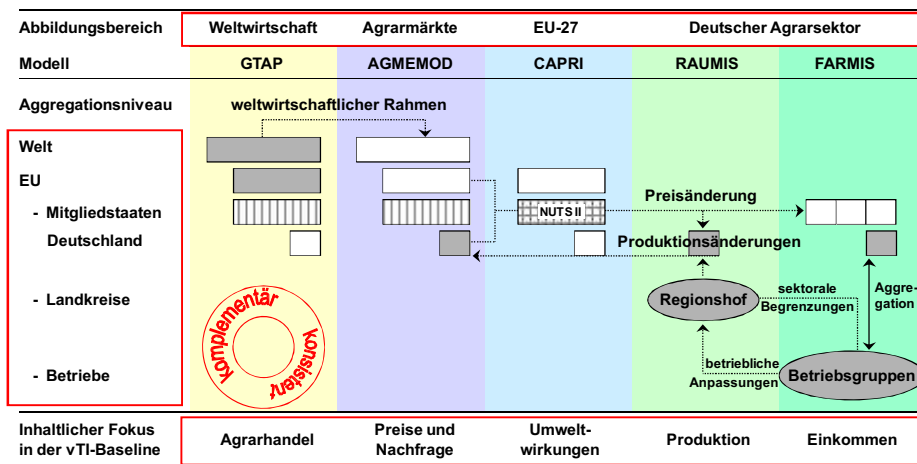 Abbildungsbereich Weltwirtschaft Agrarmärkte EU-27 Deutscher Agrarsektor
Modell GTAP AGMEMOD CAPRI RAUMIS FARMIS
Aggregationsniveau weltwirtschaftlicher Rahmen
Welt
EU
- Mitgliedstaaten NUTS II Preisänderung
Deutschland Produktionsänderungen
- Landkreise Regionshof sektorale Begrenzungen Aggre-
gation
komplementär
konsistent
- Betriebe betriebliche Anpassungen Betriebsgruppen
Inhaltlicher Fokus
in der vTI-Baseline
Agrarhandel
Preise und
Nachfrage
Umwelt-
wirkungen
Produktion
Einkommen